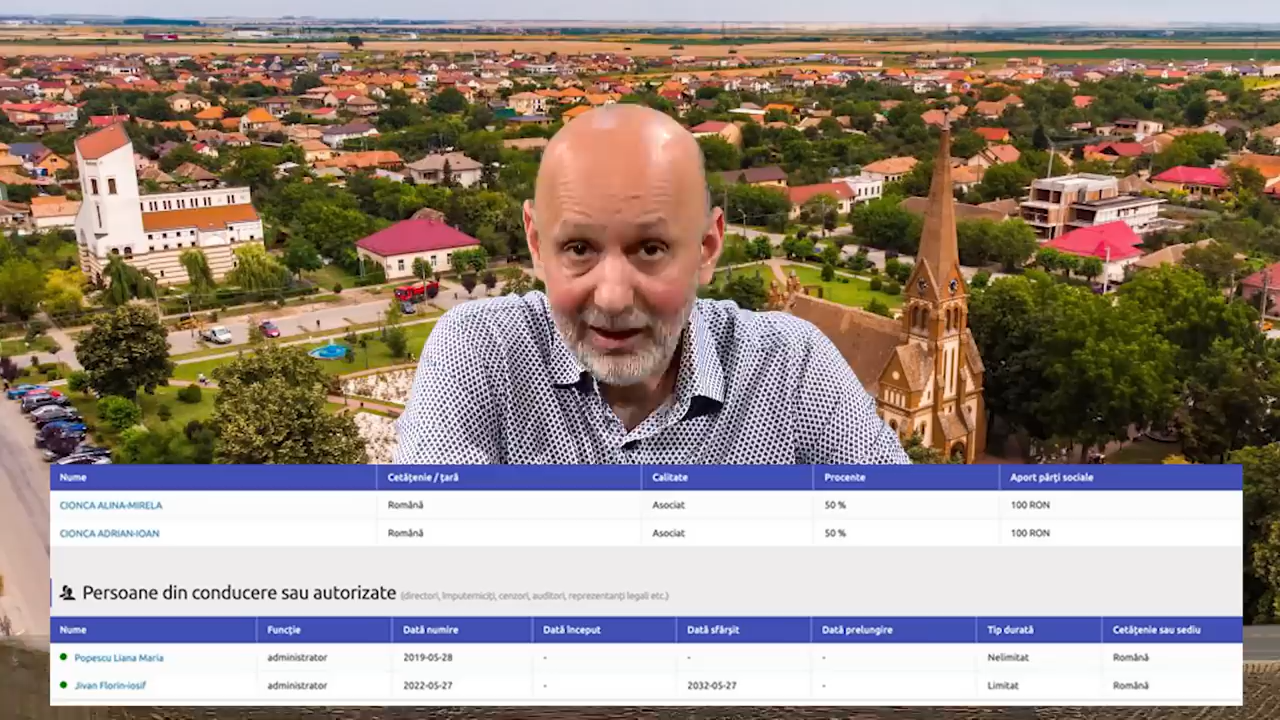 Nume Cetățenie / țară Calitate Procente Aport părți sociale
CIONCA ALINA-MIRELA Română Asociat 50 % 100 RON
CIONCA ADRIAN-IOAN Română Asociat 50 % 100 RON
Persoane din conducere sau autorizate (directori, împuterniciți, cenzori, auditori, reprezentanți legali etc.)
Nume Funcție Dată numire Dată început Dată sfârșit Dată prelungire Tip durată Cetățenie sau sediu
Popescu Liana Maria administrator 2019-05-28 - - - Nelimitat Română
Jivan Florin-iosif administrator 2022-05-27 - 2032-05-27 - Limitat Română